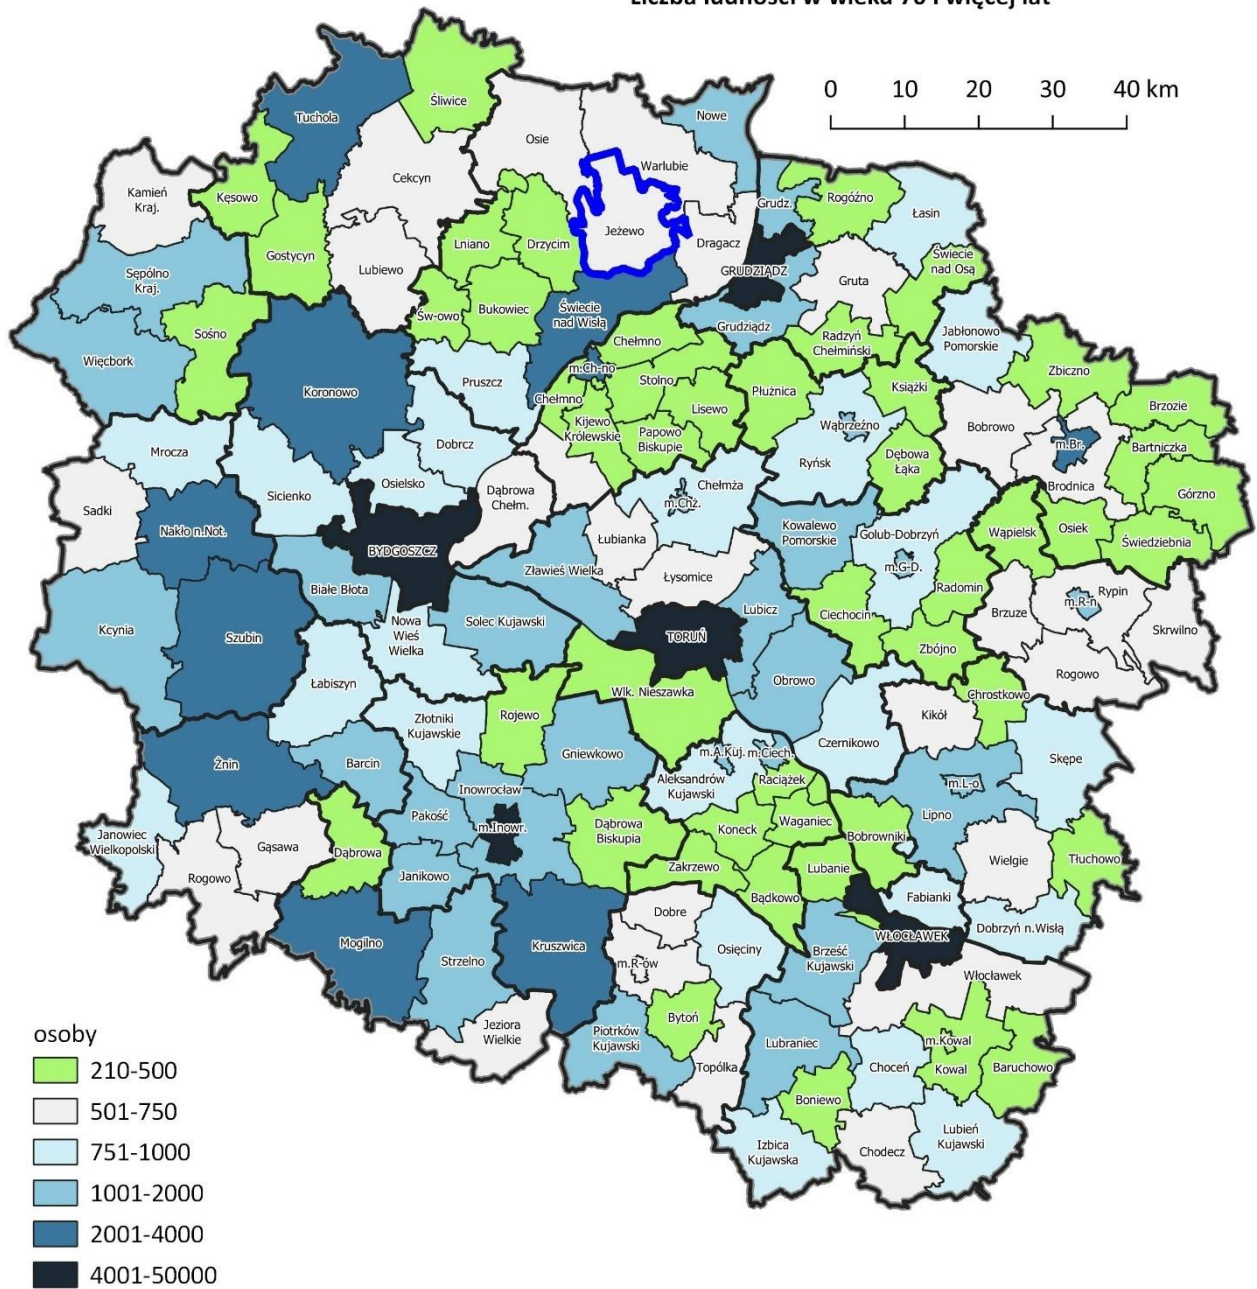 Liczba ludności w wieku 70 i więcej lat
0 10 20 30 40 km
Śliwice
Tuchola
Nowe
Osie
Warlubie
Cekcyn
Kamień
Kraj.
Kęsowo
Rogóźno
Grudz.
Łasin
Jeżewo
Lniano
Drzycim
Dragacz
Gostycyn
Lubiewo
Świecie
nad Osą
Sępólno
Kraj.
GRUDZIĄDZ
Gruta
Św-owo
Bukowiec
Świecie
nad Wisłą
Grudziądz
Sośno
Radzyń
Chełmiński
Jabłonowo
Pomorskie
Chełmno
Więcbork
m.Ch-no
Zbiczno
Pruszcz
Stolno
Książki
Koronowo
Płużnica
Chełmno
Lisewo
Brzozie
Kijewo
Królewskie
Wąbrzeźno
Bobrowo
Papowo
Biskupie
Dobrcz
m.Br.
Bartniczka
Mrocza
Ryńsk
Dębowa
Łąka
Osielsko
Chełmża
Brodnica
Górzno
Sicienko
Dąbrowa
Chełm.
m.Chż.
Sadki
Kowalewo
Pomorskie
Nakło n.Not.
Golub-Dobrzyń
Wąpielsk
Osiek
Łubianka
Świedziebnia
BYDGOSZCZ
m.G-D.
Zławieś Wielka
Łysomice
Białe Błota
Radomin
Rypin
m.R-n
Lubicz
Ciechocin
Brzuze
Kcynia
Nowa
Wieś
Wielka
Solec Kujawski
Skrwilno
Szubin
TORUŃ
Zbójno
Rogowo
Łabiszyn
Wlk. Nieszawka
Obrowo
Chrostkowo
Rojewo
Kikół
Złotniki
Kujawskie
Czernikowo
Żnin
Barcin
Gniewkowo
m.A.Kuj.
m.Ciech.
Skępe
Aleksandrów
Kujawski
Raciążek
Inowrocław
m.L-o
Pakość
Lipno
m.Inowr.
Dąbrowa
Biskupia
Koneck
Waganiec
Janowiec
Wielkopolski
Bobrowniki
Gąsawa
Dąbrowa
Wielgie
Tłuchowo
Rogowo
Zakrzewo
Lubanie
Janikowo
Bądkowo
Fabianki
Dobre
Dobrzyń n.Wisłą
Kruszwica
WŁOCŁAWEK
Mogilno
Osięciny
Brześć
Kujawski
Strzelno
m.R-ów
Włocławek
Bytoń
Jeziora
Wielkie
Piotrków
Kujawski
Lubraniec
m.Kowal
Topólka
Choceń
Kowal
Baruchowo
Boniewo
Lubień
Kujawski
Izbica
Kujawska
Chodecz
osoby
210-500
501-750
751-1000
1001-2000
2001-4000
4001-50000